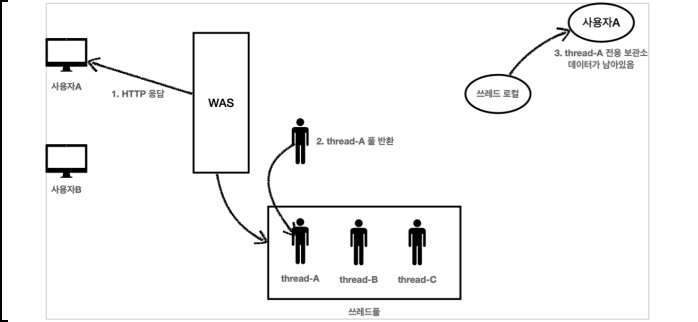 사용자A
3. thread-A 전용 보관소
데이터가 남아있음
쓰레드 로컬
사용자A
1. HTTP 응답
WAS
2. thread-A 풀 반환
사용자B
thread-A
thread-B
thread-C
쓰레드풀